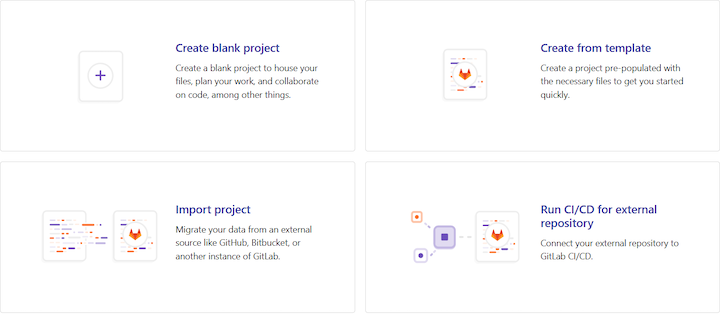 Create blank project
Create a blank project to house your
files, plan your work, and collaborate
on code, among other things.
Create from template
Create a project pre-populated with
the necessary files to get you started
quickly.
Import project
Migrate your data from an external
source like GitHub, Bitbucket, or
another instance of GitLab.
Run CI/CD for external
repository
Connect your external repository to
GitLab CI/CD.